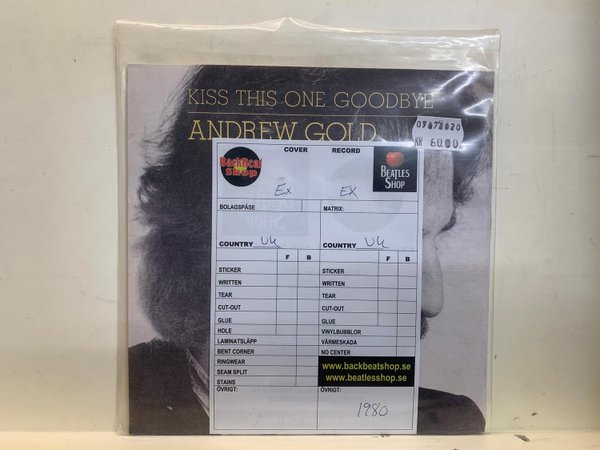 KISS THIS ONE GOODBYE
ANDREW GOLD
07072020
KR 60.00
COVER RECORD
BackBeat Shop
BEATLES SHOP
Ex EX
BOLAGSPÅSE MATRIX:
COUNTRY UK COUNTRY UK
F B F B
STICKER STICKER
WRITTEN WRITTEN
TEAR TEAR
CUT-OUT CUT-OUT
GLUE GLUE
HOLE VINYLBUBBLOR
LAMINATSLÄPP VÄRMESKADA
BENT CORNER NO CENTER
RINGWEAR www.backbeatshop.se
SEAM SPLIT www.beatlesshop.se
STAINS
ÖVRIGT: ÖVRIGT:
1980